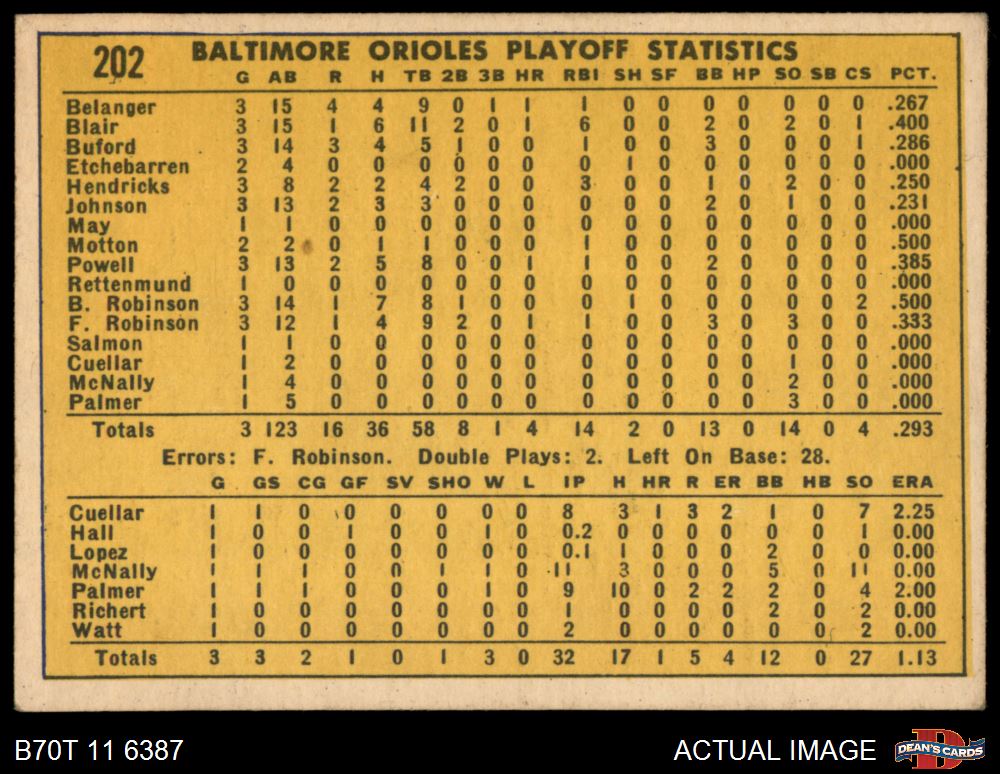 202 BALTIMORE ORIOLES PLAYOFF STATISTICS
G AB R H TB 2B 3B HR RBI SH SF BB HP SO SB CS PCT.
Belanger 3 15 4 4 9 0 1 1 1 0 0 0 0 0 0 0 .267
Blair 3 15 1 6 11 2 0 1 6 0 0 2 0 2 0 1 .400
Buford 3 14 3 4 5 1 0 0 1 0 0 3 0 0 0 1 .286
Etchebarren 2 4 0 0 0 0 0 0 0 1 0 0 0 0 0 0 .000
Hendricks 3 8 2 2 4 2 0 0 3 0 0 1 0 2 0 0 .250
Johnson 3 13 2 3 3 0 0 0 0 0 0 2 0 1 0 0 .231
May 1 1 0 0 0 0 0 0 0 0 0 0 0 0 0 0 .000
Motton 2 2 0 1 1 0 0 0 1 0 0 0 0 0 0 0 .500
Powell 3 13 2 5 8 0 0 1 1 0 0 2 0 0 0 0 .385
Rettenmund 1 0 0 0 0 0 0 0 0 0 0 0 0 0 0 0 .000
B. Robinson 3 14 1 7 8 1 0 0 0 1 0 0 0 0 0 2 .500
F. Robinson 3 12 1 4 9 2 0 1 1 0 0 3 0 3 0 0 .333
Salmon 1 1 0 0 0 0 0 0 0 0 0 0 0 0 0 0 .000
Cuellar 1 2 0 0 0 0 0 0 0 0 0 0 0 1 0 0 .000
McNally 1 4 0 0 0 0 0 0 0 0 0 0 0 2 0 0 .000
Palmer 1 5 0 0 0 0 0 0 0 0 0 0 0 3 0 0 .000
Totals 3 123 16 36 58 8 1 4 14 2 0 13 0 14 0 4 .293
Errors: F. Robinson. Double Plays: 2. Left On Base: 28.
G GS CG GF SV SHO W L IP H HR R ER BB HB SO ERA
Cuellar 1 1 0 0 0 0 0 0 8 3 1 3 2 1 0 7 2.25
Hall 1 0 0 1 0 0 1 0 0.2 0 0 0 0 0 0 1 0.00
Lopez 1 0 0 0 0 0 0 0 0.1 1 0 0 0 2 0 0 0.00
McNally 1 1 1 0 0 1 1 0 11 3 0 0 0 5 0 11 0.00
Palmer 1 1 1 0 0 0 1 0 9 10 0 2 2 2 0 4 2.00
Richert 1 0 0 0 0 0 0 0 1 0 0 0 0 2 0 2 0.00
Watt 1 0 0 0 0 0 0 0 2 0 0 0 0 0 0 2 0.00
Totals 3 3 2 1 0 1 3 0 32 17 1 5 4 12 0 27 1.13
B70T 11 6387 ACTUAL IMAGE DEAN'S CARDS